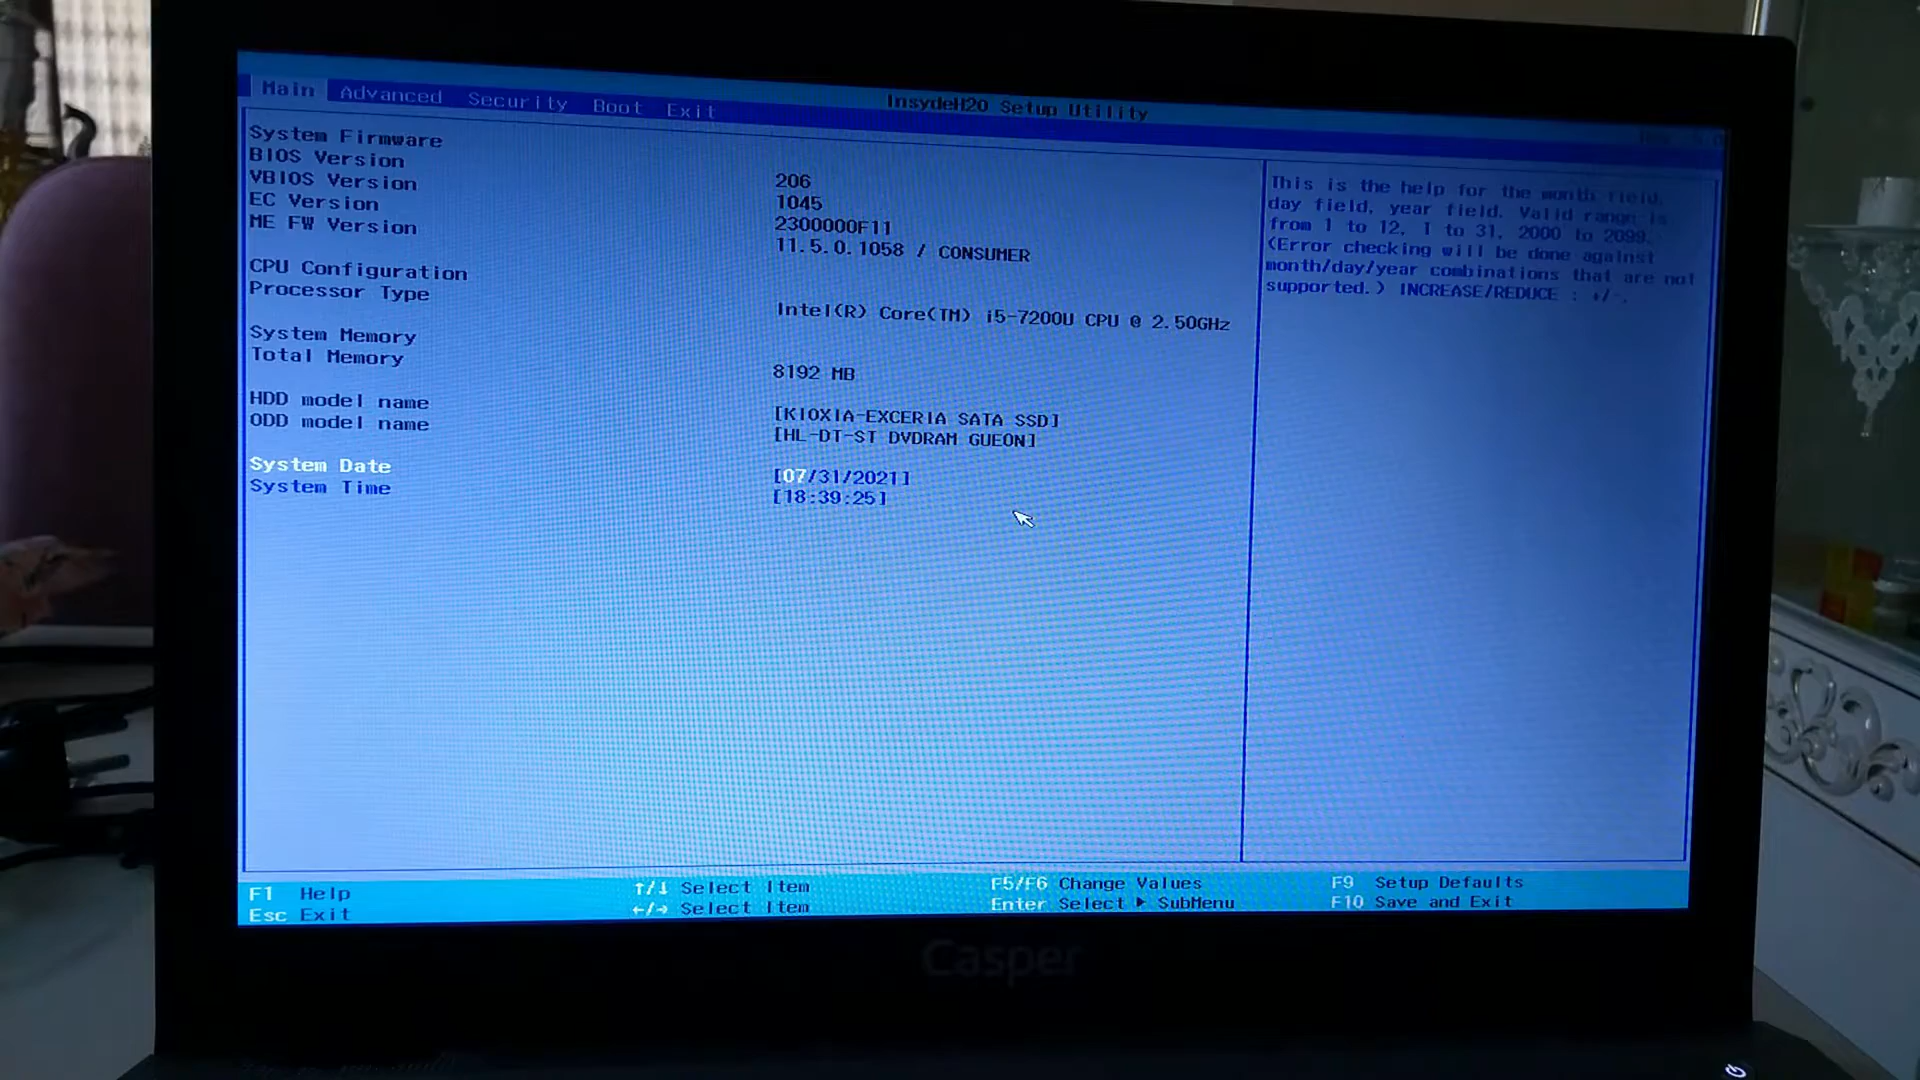 InsydeH20 Setup Utility
Main Advanced Security Boot Exit
System Firmware
BIOS Version 206
VBIOS Version 1045
EC Version 2300000F11
ME FW Version 11.5.0.1058 / CONSUMER
CPU Configuration
Processor Type Intel(R) Core(TM) i5-7200U CPU @ 2.50GHz
System Memory
Total Memory 8192 MB
HDD model name [KIOXIA-EXCERIA SATA SSD]
ODD model name [HL-DT-ST DVDRAM GUEON]
System Date [07/31/2021]
System Time [18:39:25]
This is the help for the month field,
day field, year field. Valid range is
from 1 to 12, 1 to 31, 2000 to 2099.
(Error checking will be done against
month/day/year combinations that are not
supported.) INCREASE/REDUCE : +/-.
F1 Help ↑/↓ Select Item F5/F6 Change Values F9 Setup Defaults
Esc Exit ←/→ Select Item Enter Select ► SubMenu F10 Save and Exit
Casper